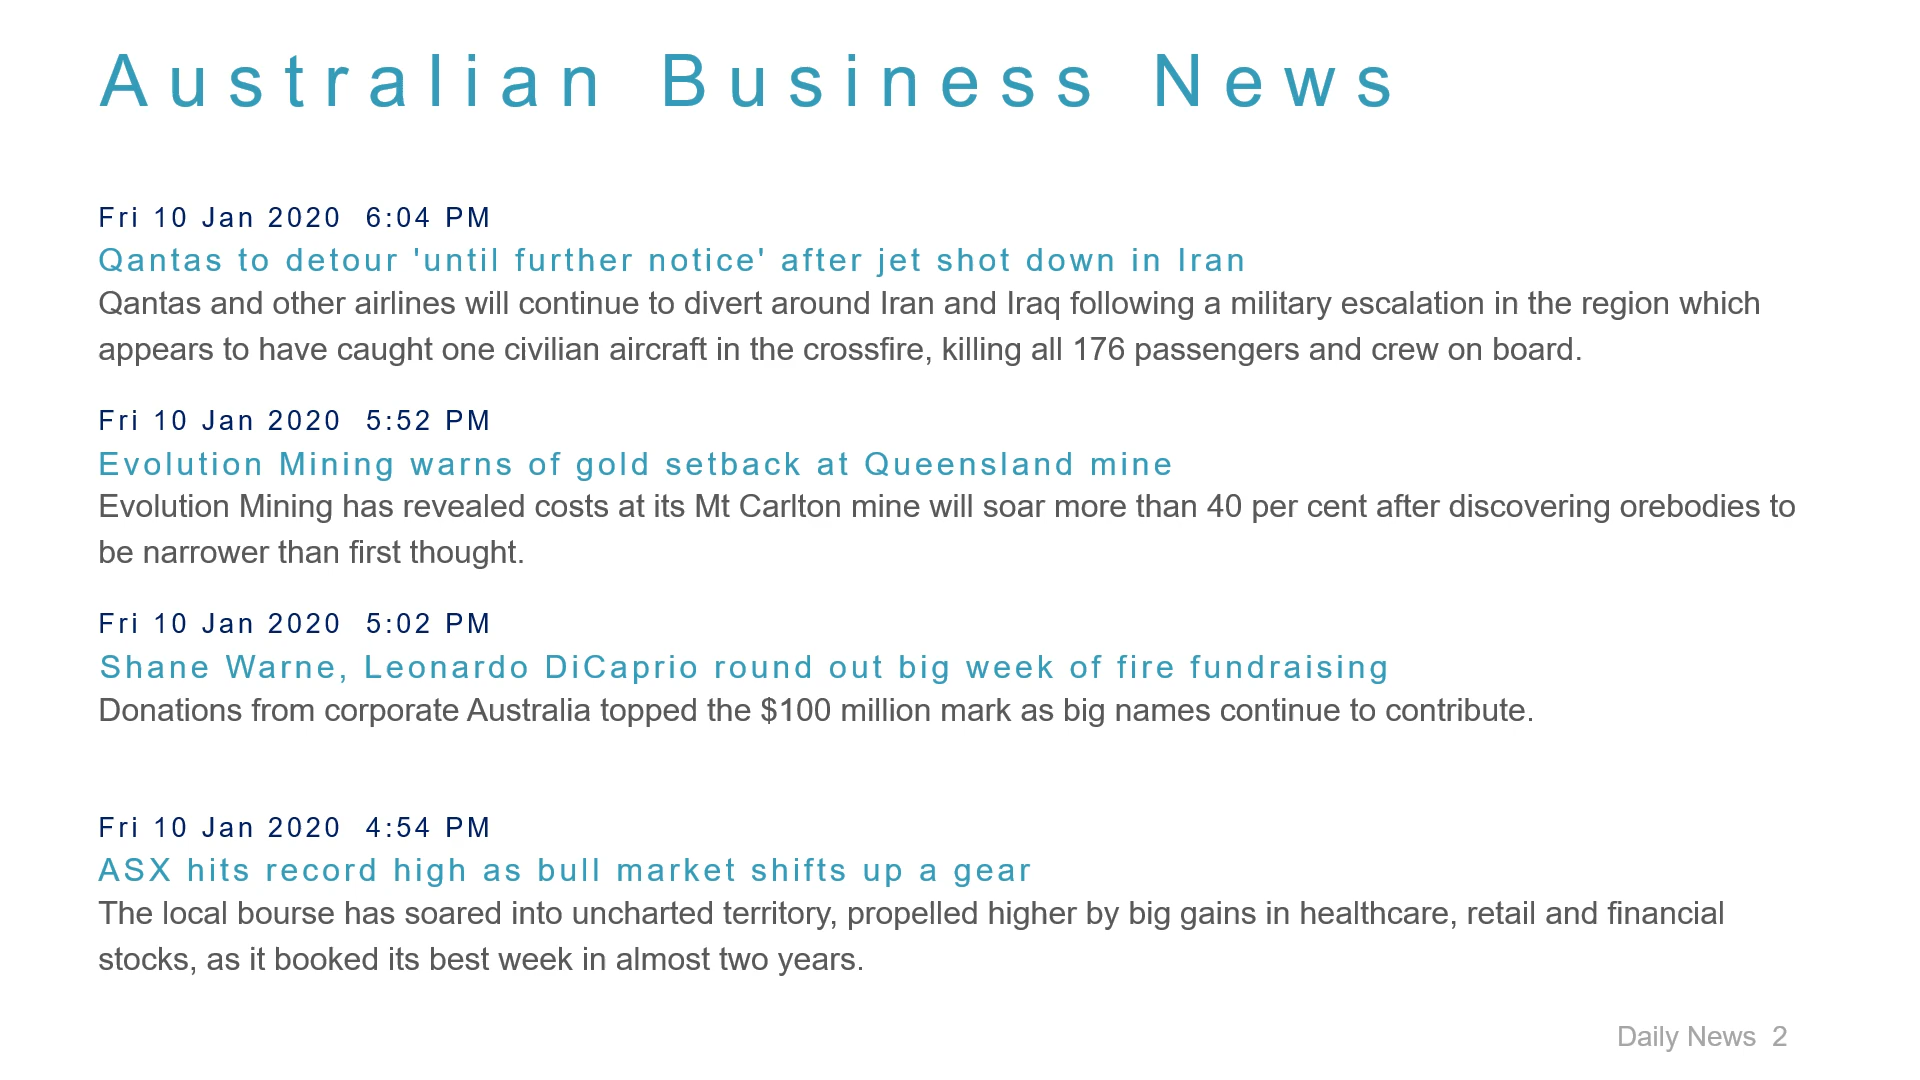 Australian Business News
Fri 10 Jan 2020 6:04 PM
Qantas to detour 'until further notice' after jet shot down in Iran
Qantas and other airlines will continue to divert around Iran and Iraq following a military escalation in the region which
appears to have caught one civilian aircraft in the crossfire, killing all 176 passengers and crew on board.
Fri 10 Jan 2020 5:52 PM
Evolution Mining warns of gold setback at Queensland mine
Evolution Mining has revealed costs at its Mt Carlton mine will soar more than 40 per cent after discovering orebodies to
be narrower than first thought.
Fri 10 Jan 2020 5:02 PM
Shane Warne, Leonardo DiCaprio round out big week of fire fundraising
Donations from corporate Australia topped the $100 million mark as big names continue to contribute.
Fri 10 Jan 2020 4:54 PM
ASX hits record high as bull market shifts up a gear
The local bourse has soared into uncharted territory, propelled higher by big gains in healthcare, retail and financial
stocks, as it booked its best week in almost two years.
Daily News 2